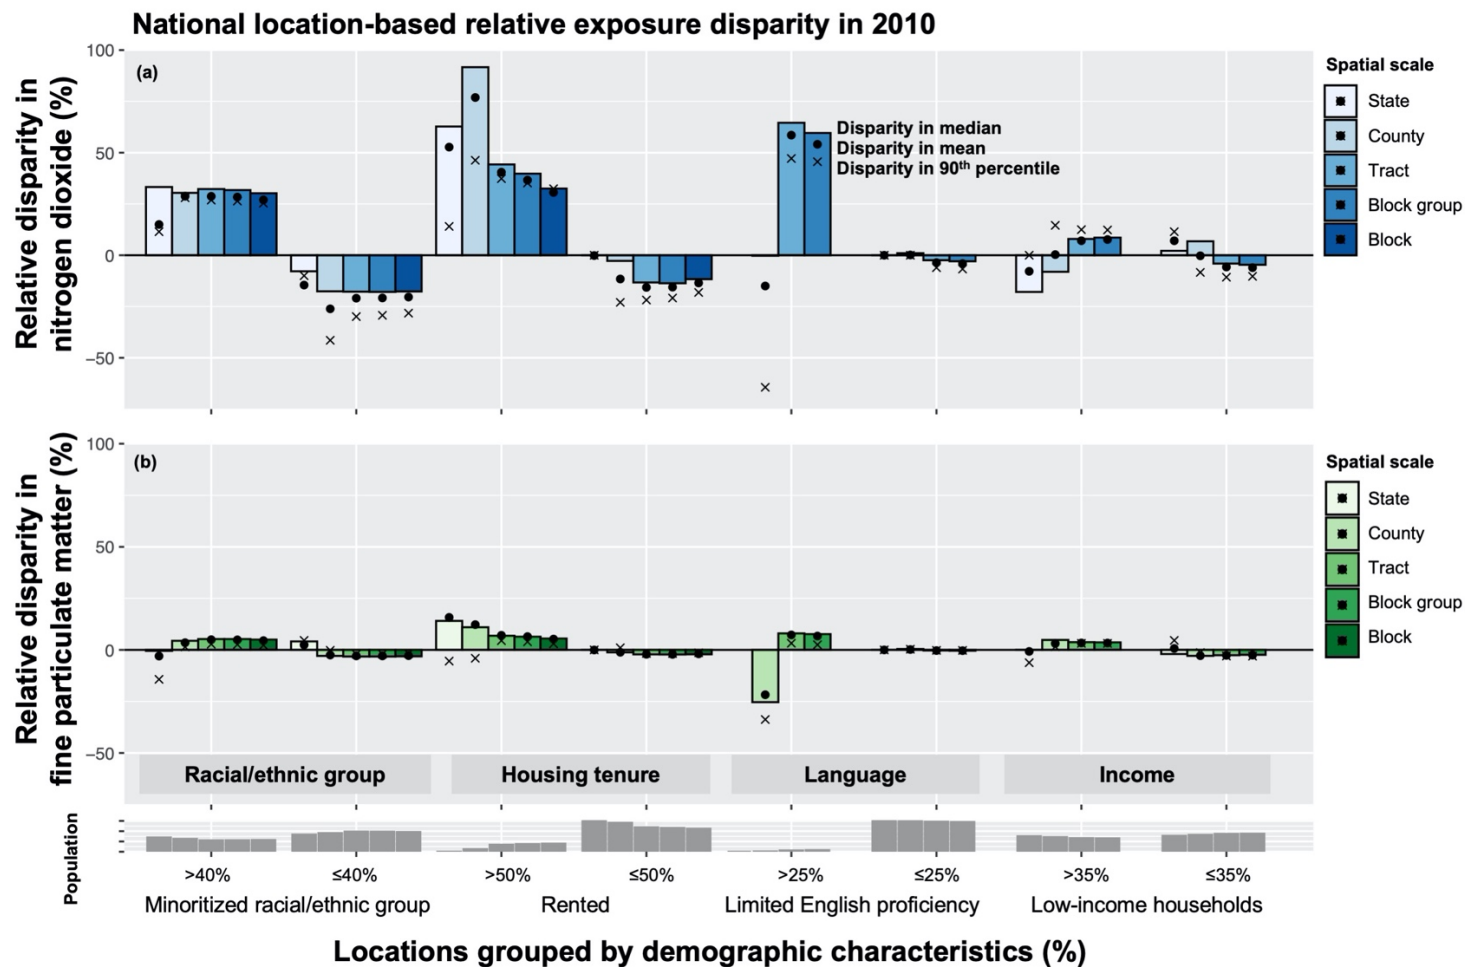 National location-based relative exposure disparity in 2010
Relative disparity in
nitrogen dioxide (%)
100
50
0
−50
(a)
Disparity in median
Disparity in mean
Disparity in 90th percentile
Spatial scale
State
County
Tract
Block group
Block
Relative disparity in
fine particulate matter (%)
100
50
0
−50
(b)
Spatial scale
State
County
Tract
Block group
Block
Racial/ethnic group
Housing tenure
Language
Income
Population
>40%
≤40%
>50%
≤50%
>25%
≤25%
>35%
≤35%
Minoritized racial/ethnic group
Rented
Limited English proficiency
Low-income households
Locations grouped by demographic characteristics (%)